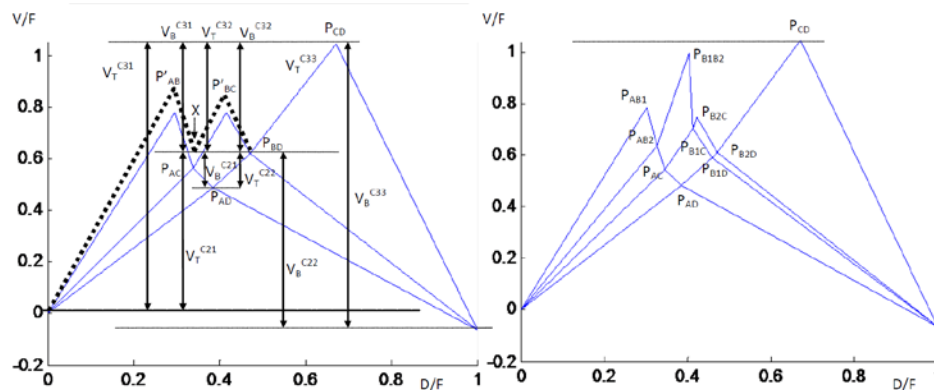 V/F
V_B^C31 V_T^C32 V_B^C32
P_CD
1
V_T^C31
V_T^C33
P'_AB
P'_BC
0.8
X
P_BD
0.6
P_AC
V_B^C21
V_T^C22
P_AD
0.4
V_B^C33
V_T^C21
V_B^C22
0.2
0
-0.2
0 0.2 0.4 0.6 0.8 1
D/F
V/F
P_CD
1
P_B1B2
P_AB1
0.8
P_B2C
P_AB2
P_B1C
P_B2D
0.6
P_AC
P_B1D
P_AD
0.4
0.2
0
-0.2
0 0.2 0.4 0.6 0.8 1
D/F